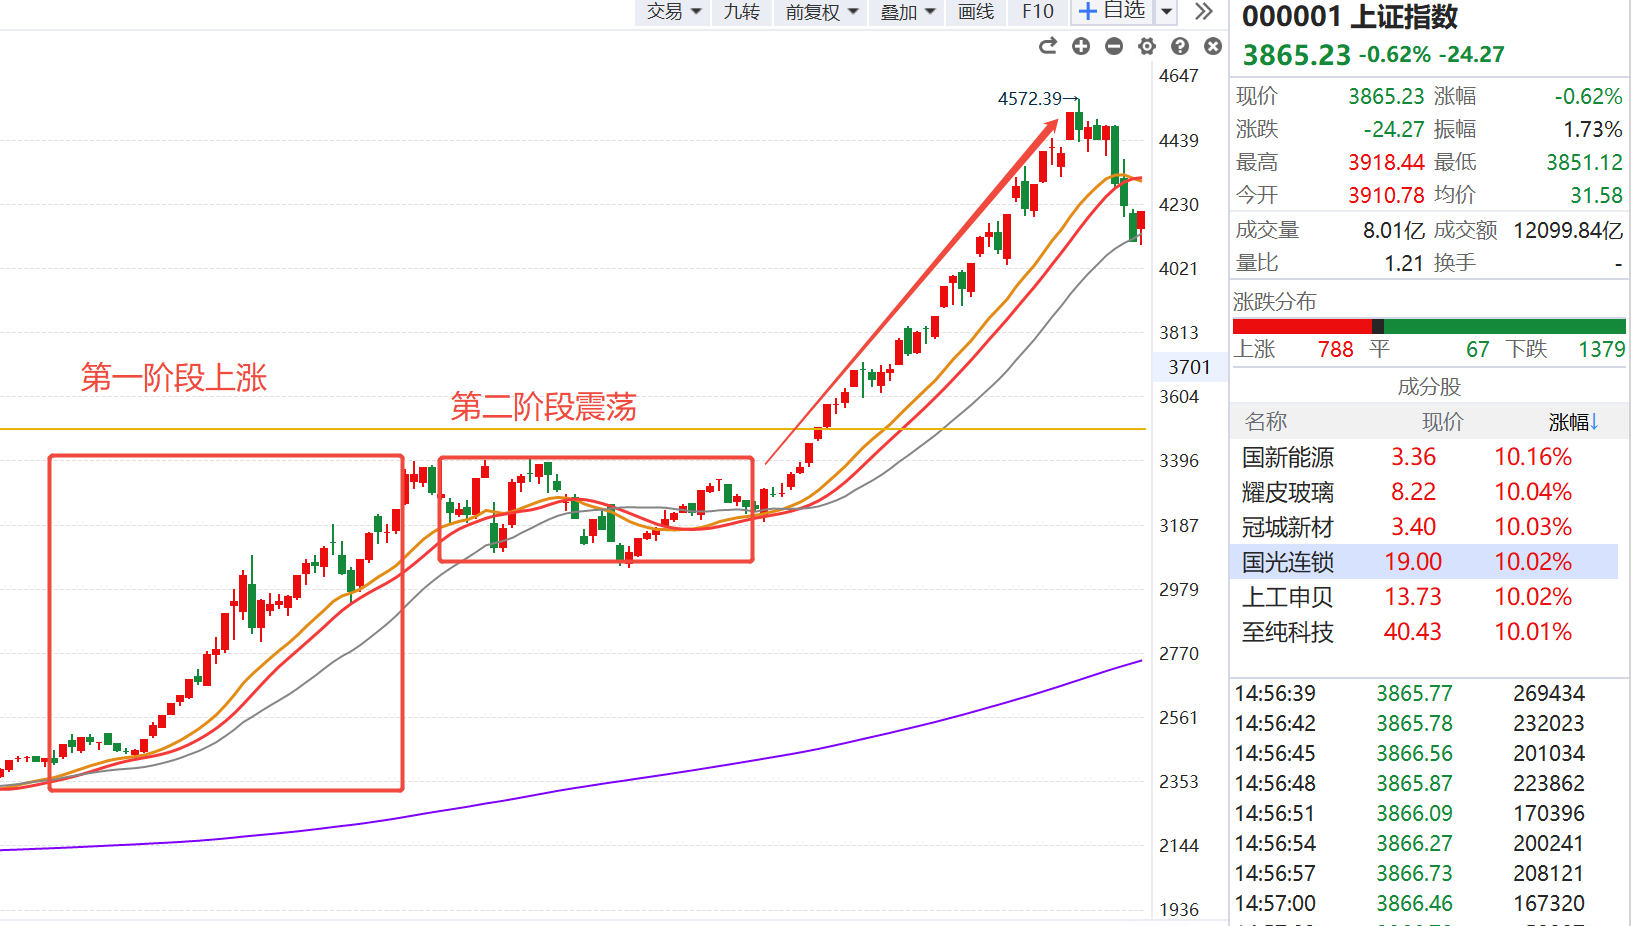 交易 九转 前复权 叠加 画线 F10 +自选
000001 上证指数
3865.23 -0.62% -24.27
现价 3865.23 涨幅 -0.62%
涨跌 -24.27 振幅 1.73%
最高 3918.44 最低 3851.12
今开 3910.78 均价 31.58
成交量 8.01亿 成交额 12099.84亿
量比 1.21 换手 -
涨跌分布
上涨 788 平 67 下跌 1379
成分股
名称 现价 涨幅↓
国新能源 3.36 10.16%
耀皮玻璃 8.22 10.04%
冠城新材 3.40 10.03%
国光连锁 19.00 10.02%
上工申贝 13.73 10.02%
至纯科技 40.43 10.01%
14:56:39 3865.77 269434
14:56:42 3865.78 232023
14:56:45 3866.56 201034
14:56:48 3865.87 223862
14:56:51 3866.09 170396
14:56:54 3866.27 200241
14:56:57 3866.73 208121
14:57:00 3866.46 167320
4572.39→
第一阶段上涨
第二阶段震荡
4647
4439
4230
4021
3813
3701
3604
3396
3187
2979
2770
2561
2353
2144
1936